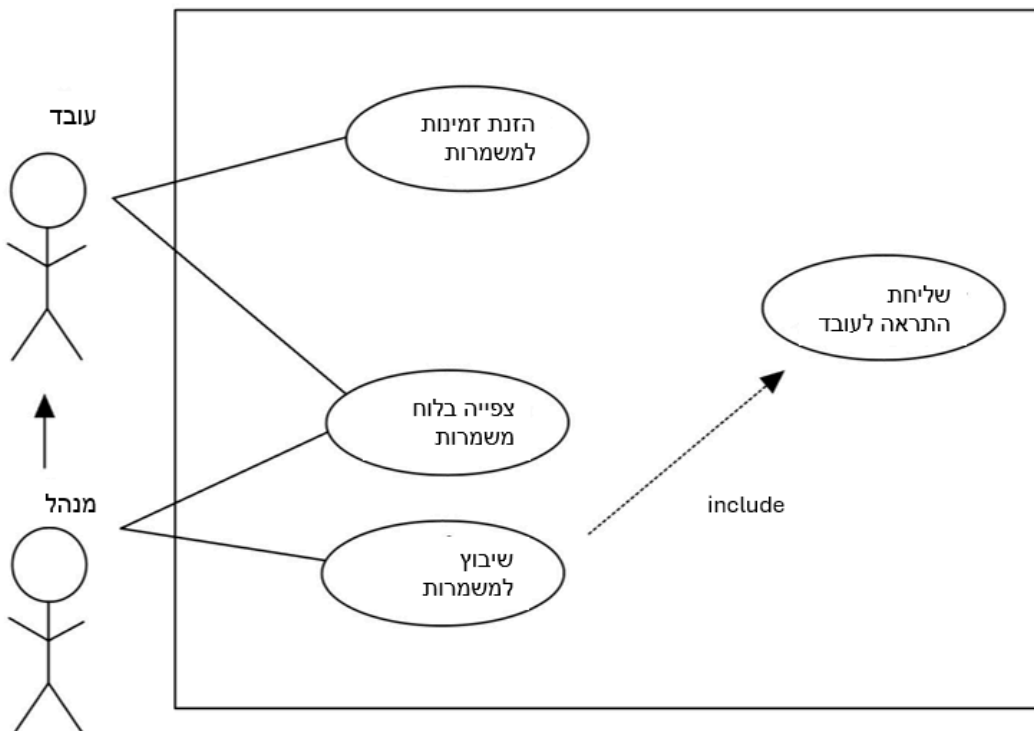 עובד
הזנת זמינות
למשמרות
שליחת
התראה לעובד
צפייה בלוח
משמרות
מנהל
include
שיבוץ
למשמרות